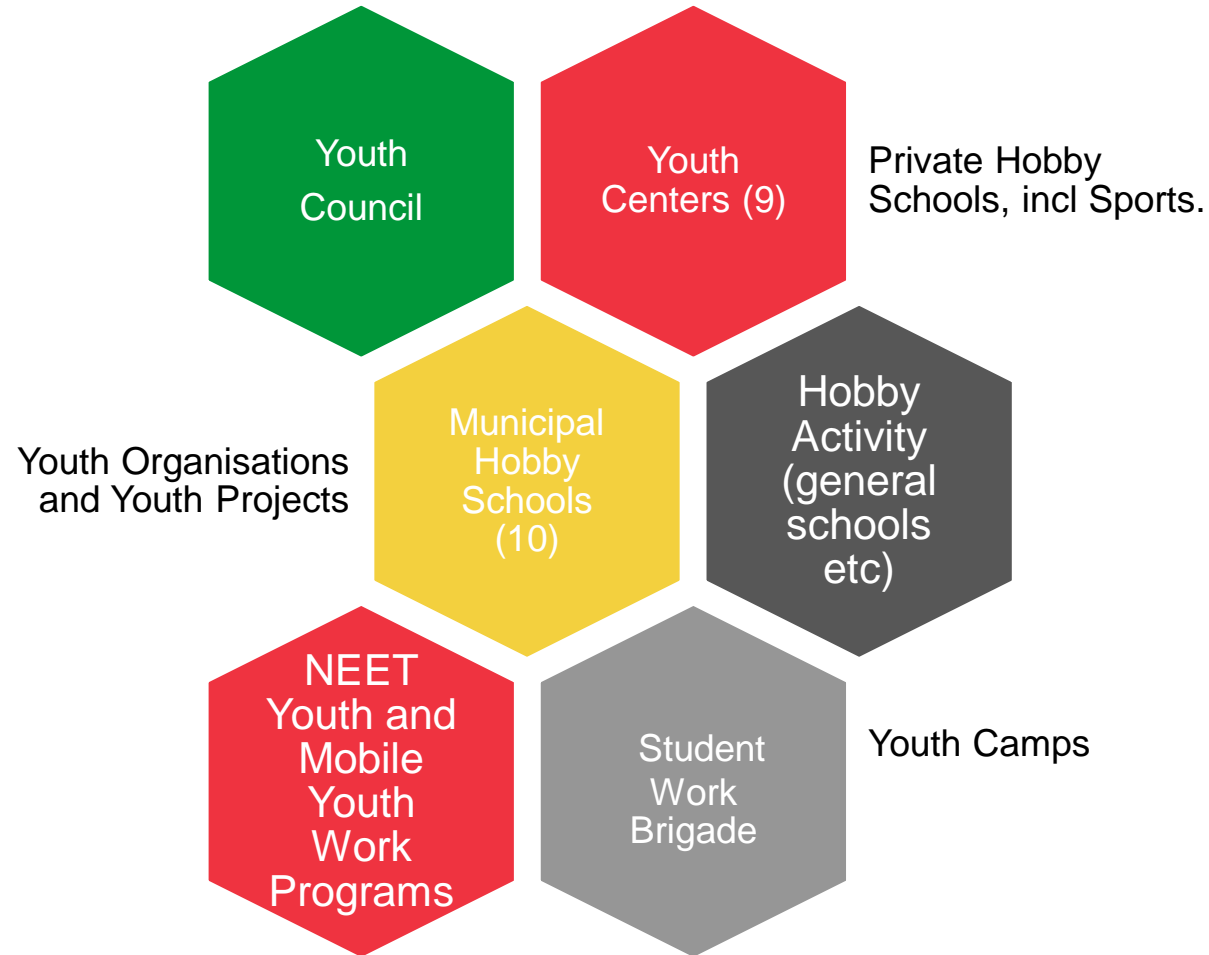 Youth
Council
Youth
Centers (9)
Private Hobby
Schools, incl Sports.
Youth Organisations
and Youth Projects
Municipal
Hobby
Schools
(10)
Hobby
Activity
(general
schools
etc)
NEET
Youth and
Mobile
Youth
Work
Programs
Student
Work
Brigade
Youth Camps